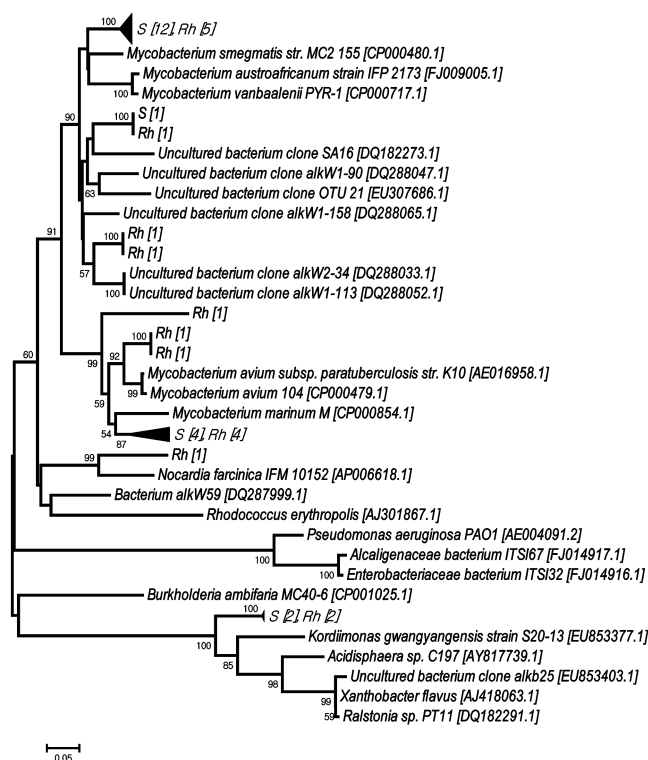 100 S [12], Rh [5]
Mycobacterium smegmatis str. MC2 155 [CP000480.1]
Mycobacterium austroafricanum strain IFP 2173 [FJ009005.1]
100 Mycobacterium vanbaalenii PYR-1 [CP000717.1]
90 100 S [1]
Rh [1]
Uncultured bacterium clone SA16 [DQ182273.1]
Uncultured bacterium clone alkW1-90 [DQ288047.1]
63 Uncultured bacterium clone OTU 21 [EU307686.1]
Uncultured bacterium clone alkW1-158 [DQ288065.1]
91 100 Rh [1]
Rh [1]
57 Uncultured bacterium clone alkW2-34 [DQ288033.1]
100 Uncultured bacterium clone alkW1-113 [DQ288052.1]
Rh [1]
100 Rh [1]
60 99 92 Rh [1]
Mycobacterium avium subsp. paratuberculosis str. K10 [AE016958.1]
99 Mycobacterium avium 104 [CP000479.1]
59 Mycobacterium marinum M [CP000854.1]
54 87 S [4], Rh [4]
99 Rh [1]
Nocardia farcinica IFM 10152 [AP006618.1]
Bacterium alkW59 [DQ287999.1]
Rhodococcus erythropolis [AJ301867.1]
Pseudomonas aeruginosa PAO1 [AE004091.2]
100 Alcaligenaceae bacterium ITSI67 [FJ014917.1]
100 Enterobacteriaceae bacterium ITSI32 [FJ014916.1]
Burkholderia ambifaria MC40-6 [CP001025.1]
100 S [2], Rh [2]
100 Kordiimonas gwangyangensis strain S20-13 [EU853377.1]
85 Acidisphaera sp. C197 [AY817739.1]
98 Uncultured bacterium clone alkb25 [EU853403.1]
99 Xanthobacter flavus [AJ418063.1]
59 Ralstonia sp. PT11 [DQ182291.1]
0.05